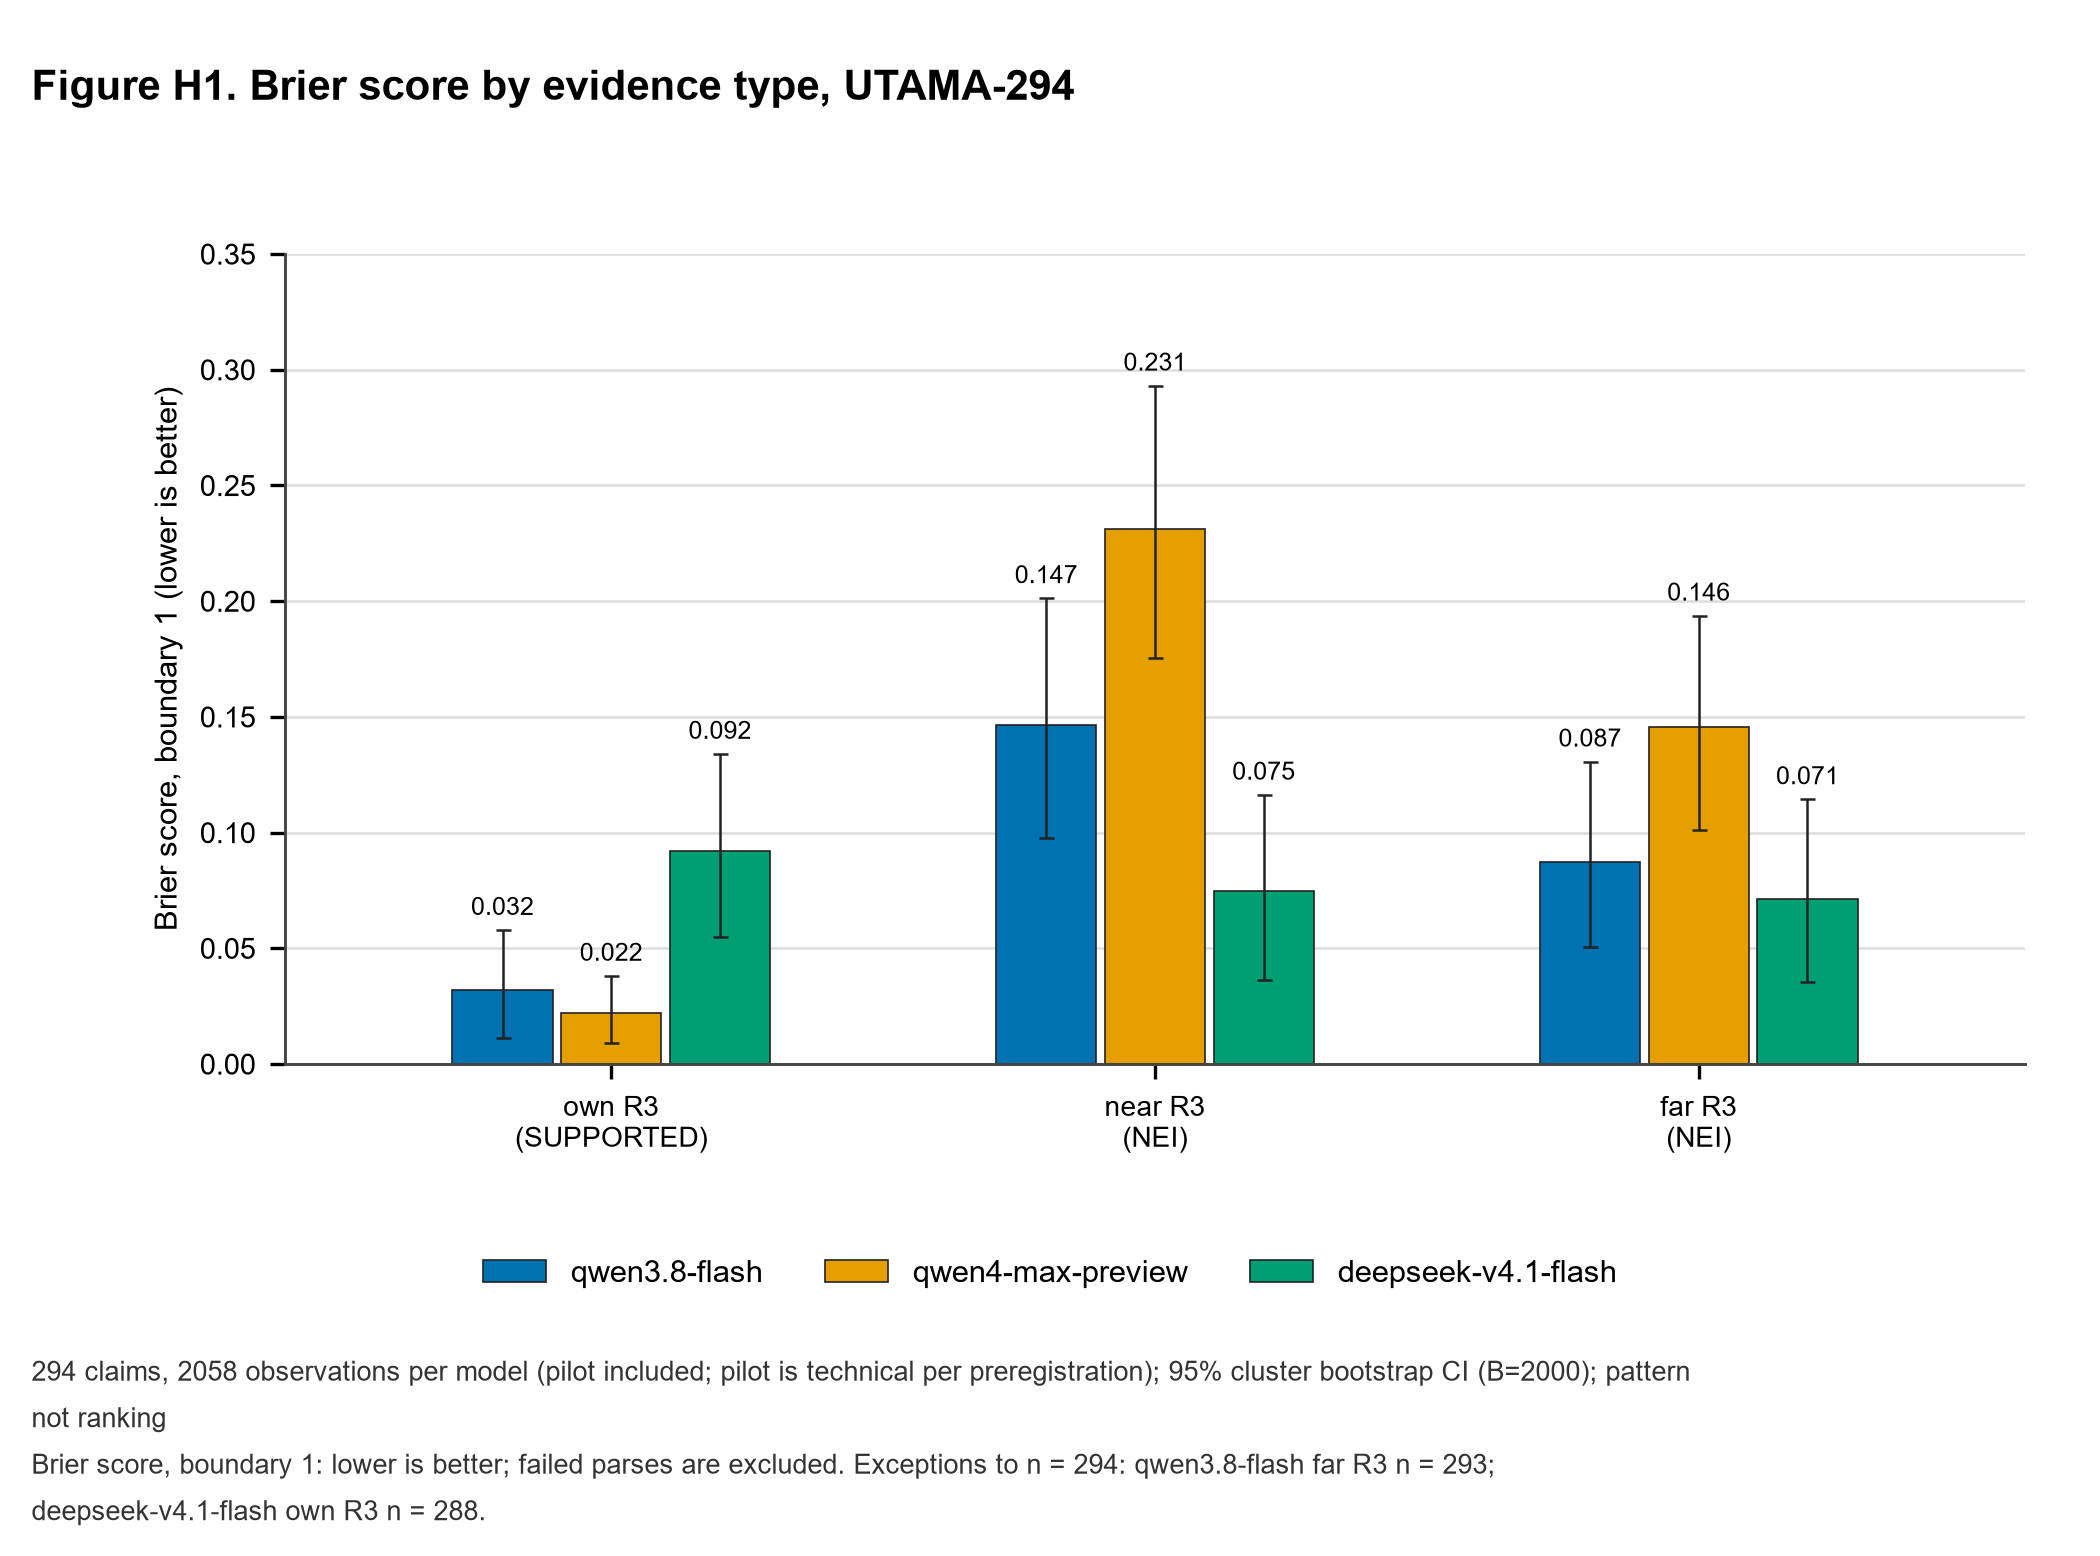 Figure H1. Brier score by evidence type, UTAMA-294
Brier score, boundary 1 (lower is better)
0.35
0.30
0.25
0.20
0.15
0.10
0.05
0.00
0.032
0.022
0.092
0.147
0.231
0.075
0.087
0.146
0.071
own R3
(SUPPORTED)
near R3
(NEI)
far R3
(NEI)
qwen3.8-flash
qwen4-max-preview
deepseek-v4.1-flash
294 claims, 2058 observations per model (pilot included; pilot is technical per preregistration); 95% cluster bootstrap CI (B=2000); pattern
not ranking
Brier score, boundary 1: lower is better; failed parses are excluded. Exceptions to n = 294: qwen3.8-flash far R3 n = 293;
deepseek-v4.1-flash own R3 n = 288.